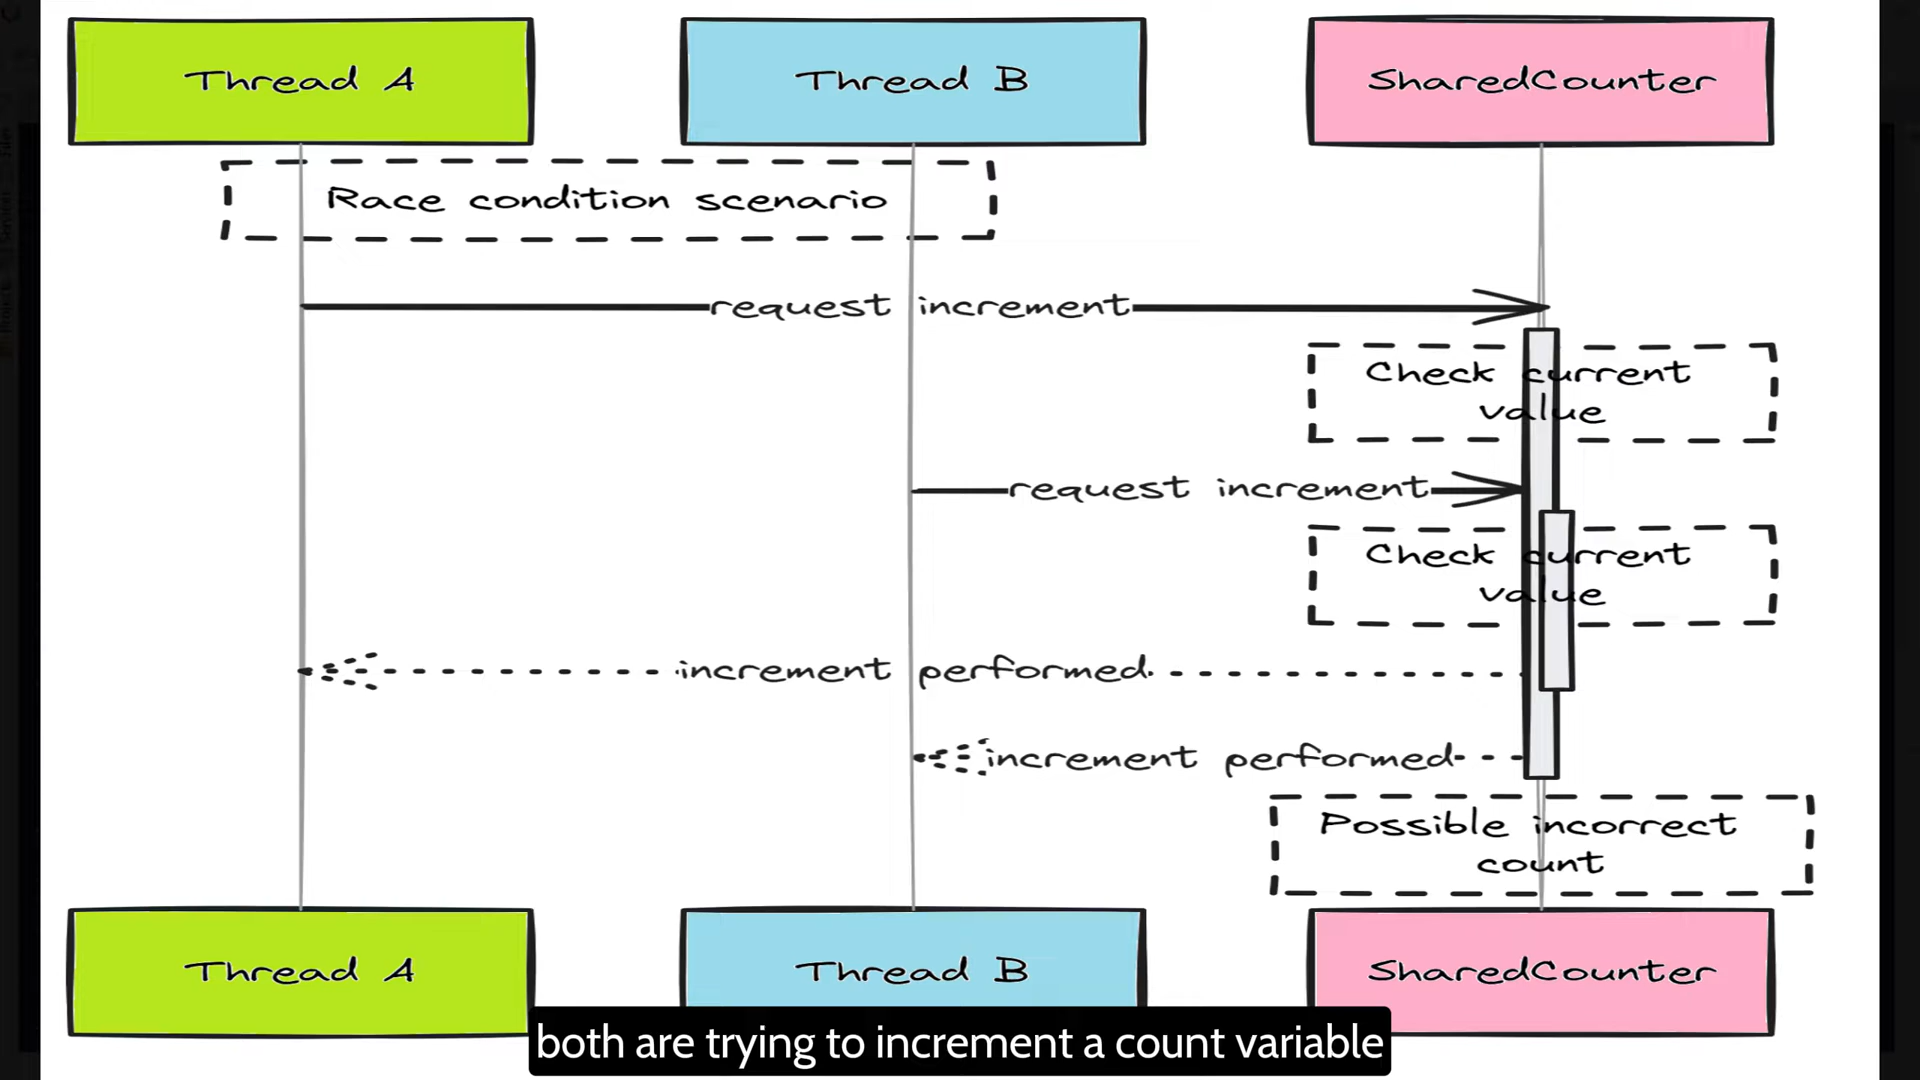 Thread A
Thread B
SharedCounter
Race condition scenario
request increment
Check current
value
request increment
Check current
value
increment performed
increment performed
Possible incorrect
count
Thread A
Thread B
SharedCounter
both are trying to increment a count variable